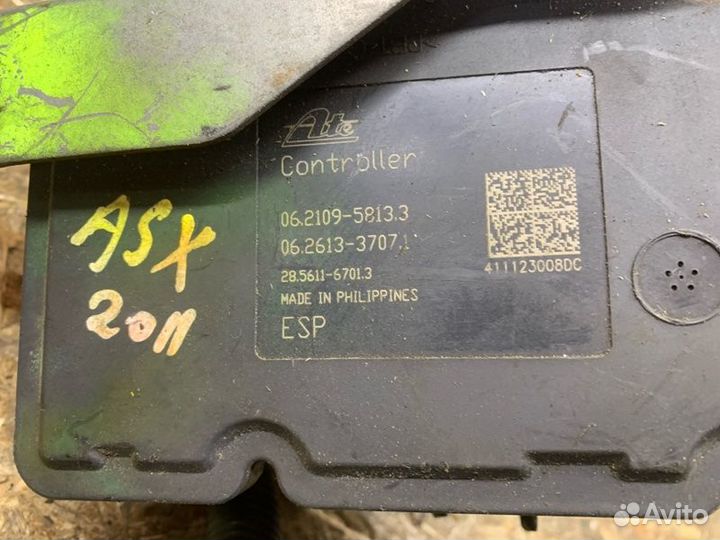 Ate
Controller
06.2109-5813.3
06.2613-3707.1
28.5611-6701.3
MADE IN PHILIPPINES
ESP
411123008DC
ASX
2011
Avito